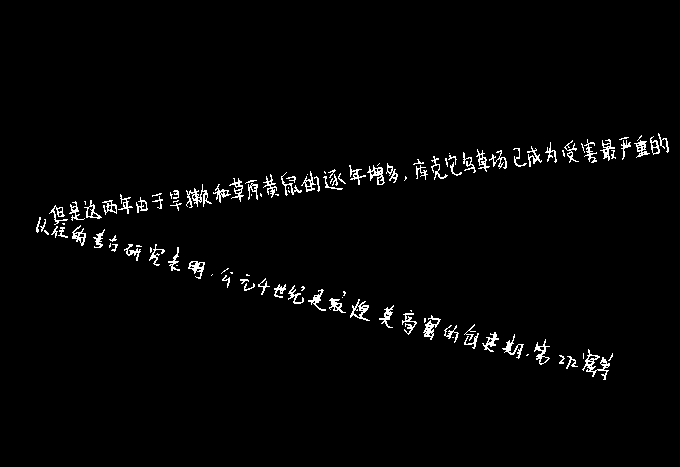 但是这两年由于旱獭和草原黄鼠的逐年增多，库克它乌草场已成为受害最严重的
以往的考古研究表明，公元4世纪是敦煌莫高窟的创建期，第272窟等